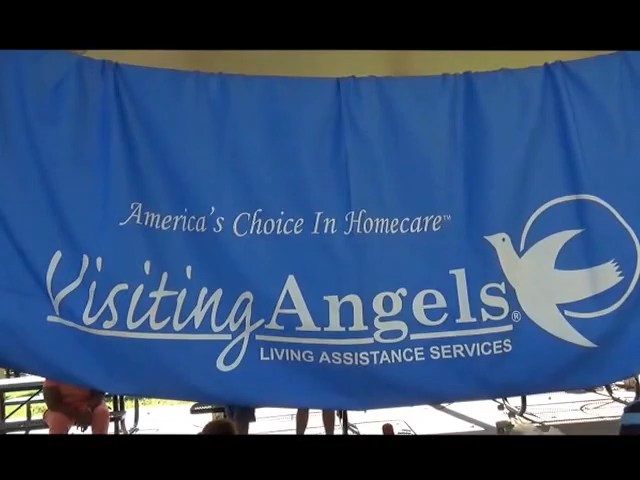 America's Choice In Homecare™
Visiting Angels®
LIVING ASSISTANCE SERVICES